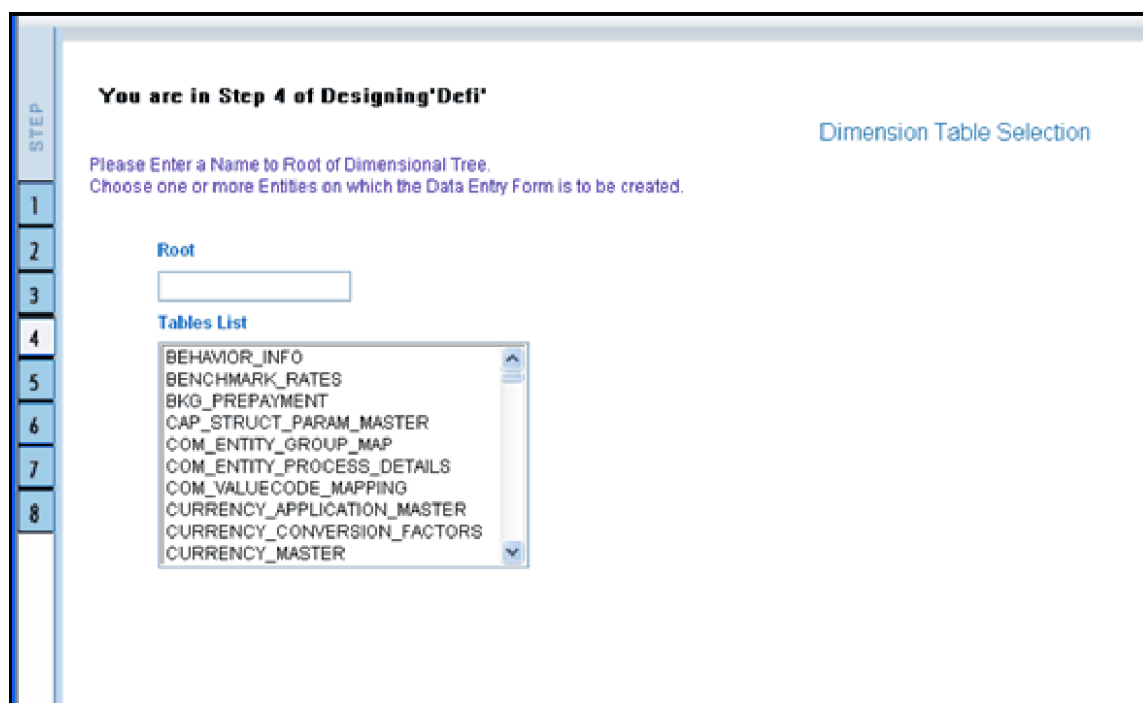 You are in Step 4 of Designing'Defi'
STEP
Dimension Table Selection
Please Enter a Name to Root of Dimensional Tree.
Choose one or more Entities on which the Data Entry Form is to be created.
1
2
3
4
5
6
7
8
Root
Tables List
BEHAVIOR_INFO
BENCHMARK_RATES
BKG_PREPAYMENT
CAP_STRUCT_PARAM_MASTER
COM_ENTITY_GROUP_MAP
COM_ENTITY_PROCESS_DETAILS
COM_VALUECODE_MAPPING
CURRENCY_APPLICATION_MASTER
CURRENCY_CONVERSION_FACTORS
CURRENCY_MASTER